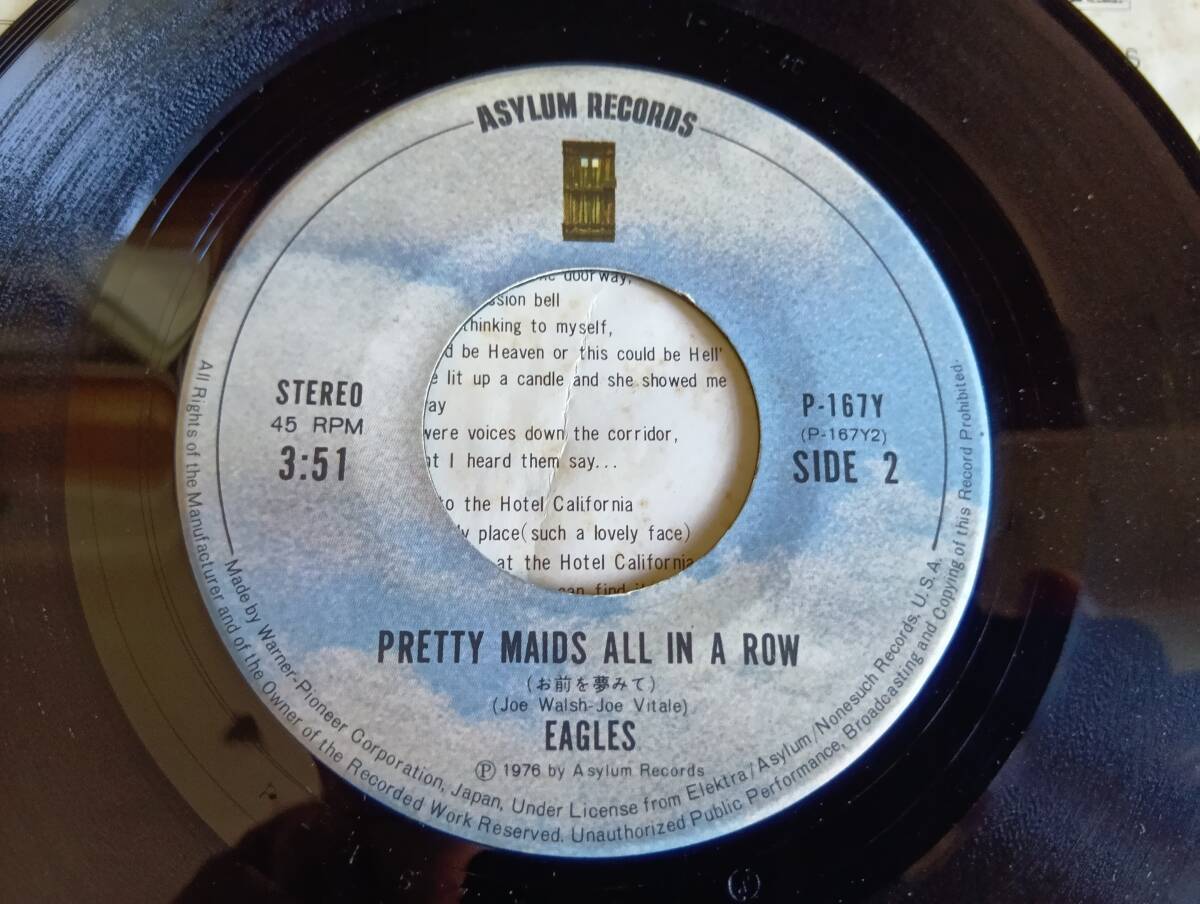 ASYLUM RECORDS
doorway,
ssion bell
thinking to myself,
d be Heaven or this could be Hell'
e lit up a candle and she showed me
ay
were voices down the corridor,
I heard them say...
to the Hotel California
place(such a lovely face)
at the Hotel California
can find
STEREO
45 RPM
3:51
P-167Y
(P-167Y2)
SIDE 2
PRETTY MAIDS ALL IN A ROW
(お前を夢みて)
(Joe Walsh-Joe Vitale)
EAGLES
Ⓟ 1976 by Asylum Records
Made by Warner-Pioneer Corporation, Japan, Under License from Elektra/Asylum/Nonesuch Records, U.S.A.
All Rights of the Manufacturer and of the Owner of the Recorded Work Reserved. Unauthorized Public Performance, Broadcasting and Copying of this Record Prohibited.